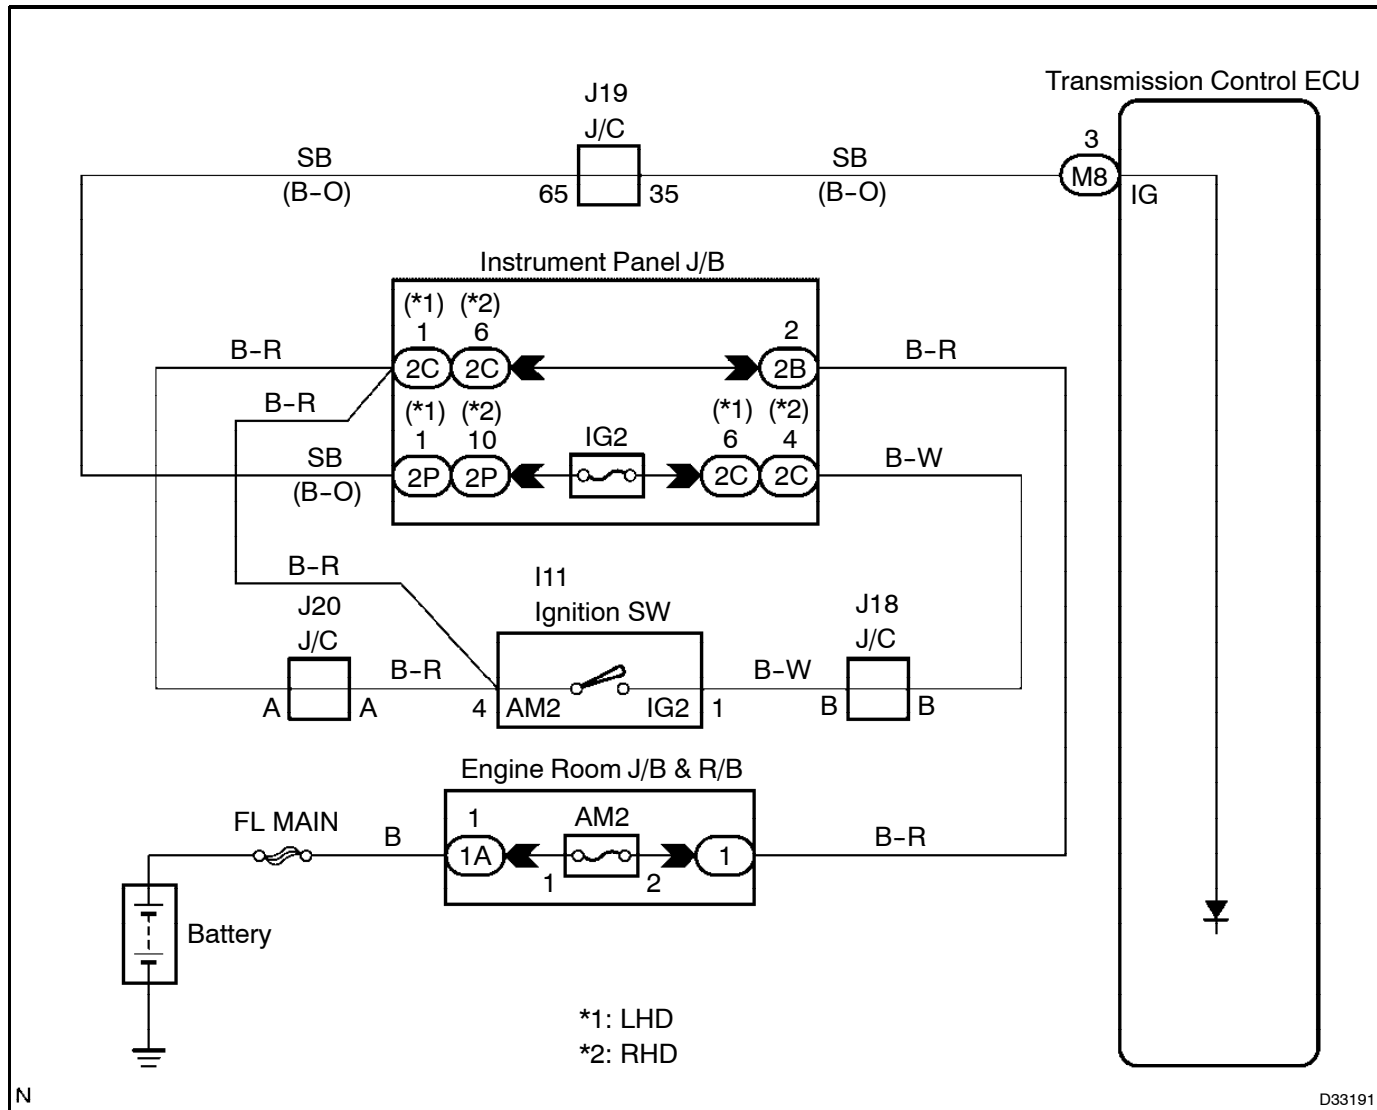 Transmission Control ECU
J19
J/C
SB
(B-O)
65
35
SB
(B-O)
3
M8
IG
Instrument Panel J/B
(*1) (*2)
1 6
2
B-R
2C 2C
2B
B-R
B-R
(*1) (*2)
(*1) (*2)
1 10
IG2
6 4
SB
(B-O)
2P 2P
2C 2C
B-W
B-R
I11
Ignition SW
J20
J/C
J18
J/C
B-R
B-W
A A
4 AM2
IG2 1
B B
Engine Room J/B & R/B
FL MAIN
B
1
AM2
1A
1
2
1
B-R
Battery
*1: LHD
*2: RHD
N
D33191